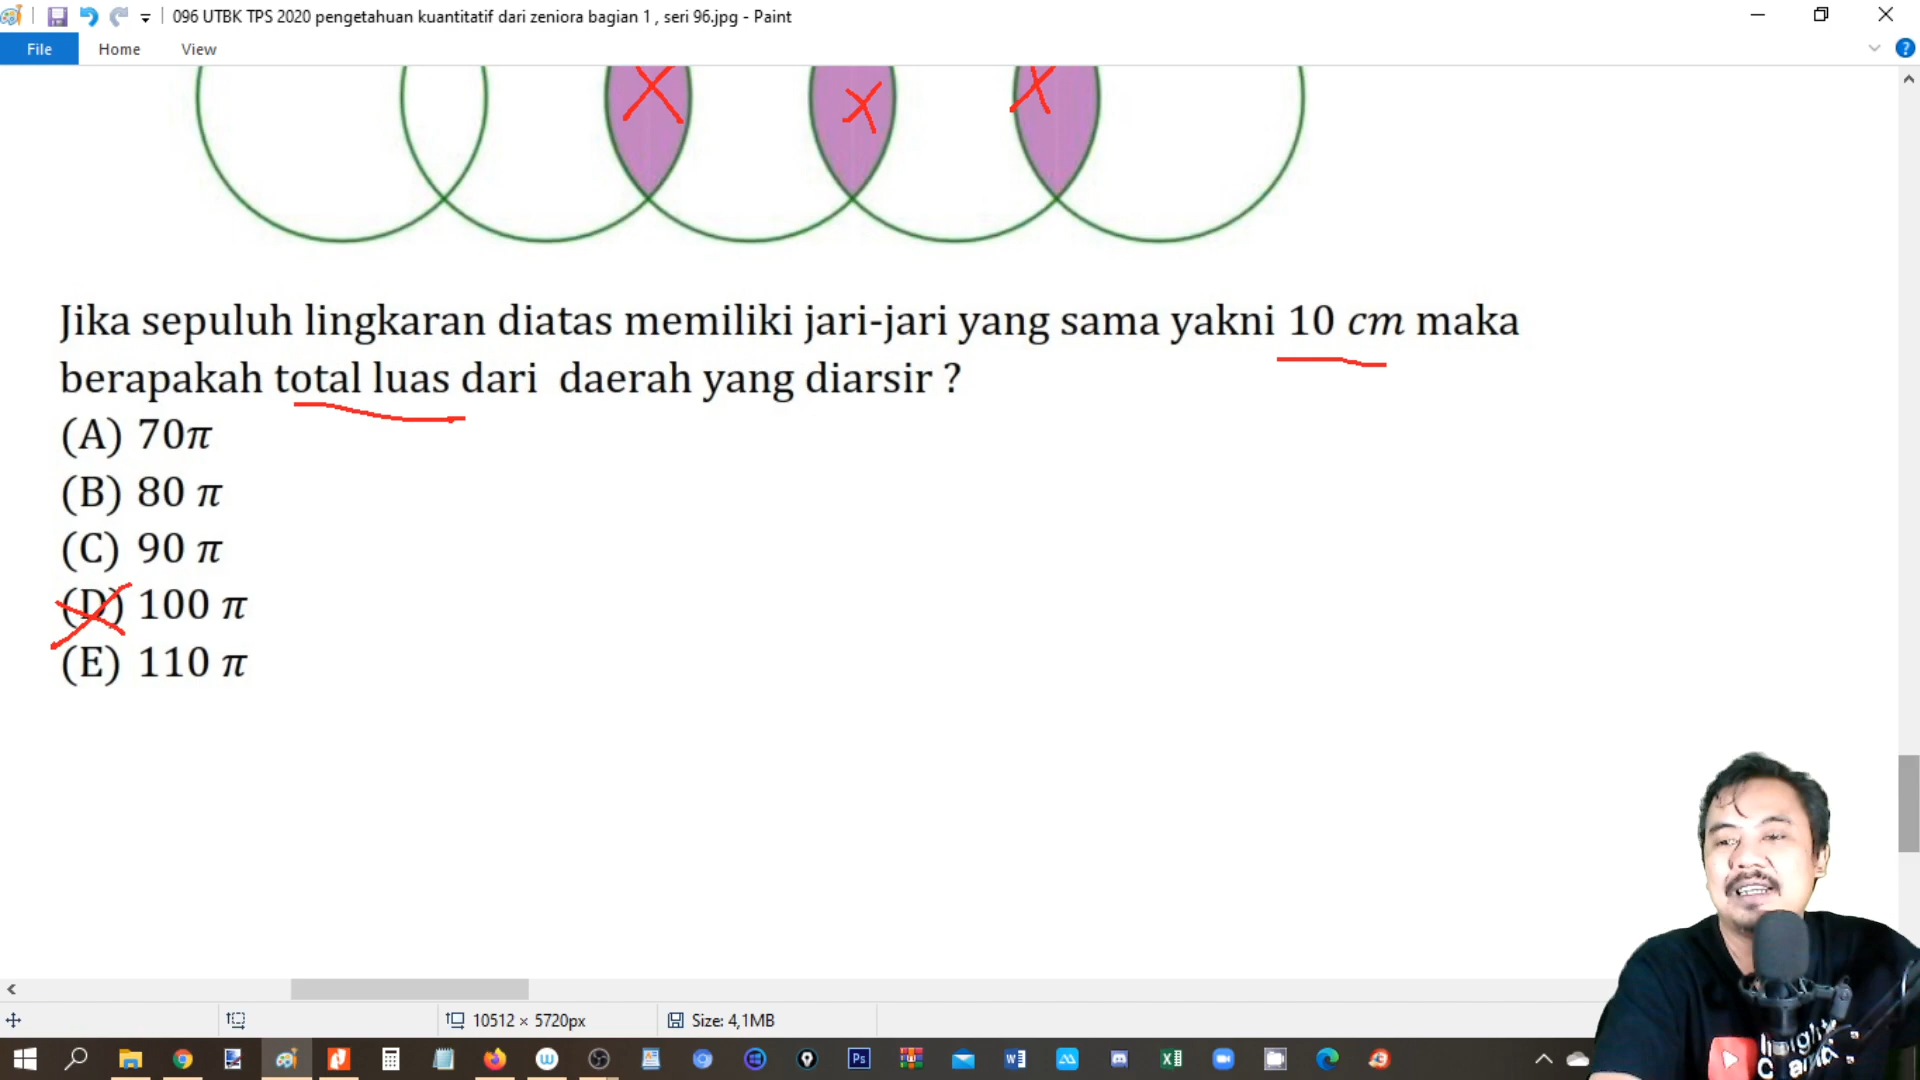 096 UTBK TPS 2020 pengetahuan kuantitatif dari zeniora bagian 1 , seri 96.jpg - Paint
File Home View
Jika sepuluh lingkaran diatas memiliki jari-jari yang sama yakni 10 cm maka
berapakah total luas dari daerah yang diarsir ?
(A) 70π
(B) 80 π
(C) 90 π
(D) 100 π
(E) 110 π
10512 × 5720px Size: 4,1MB